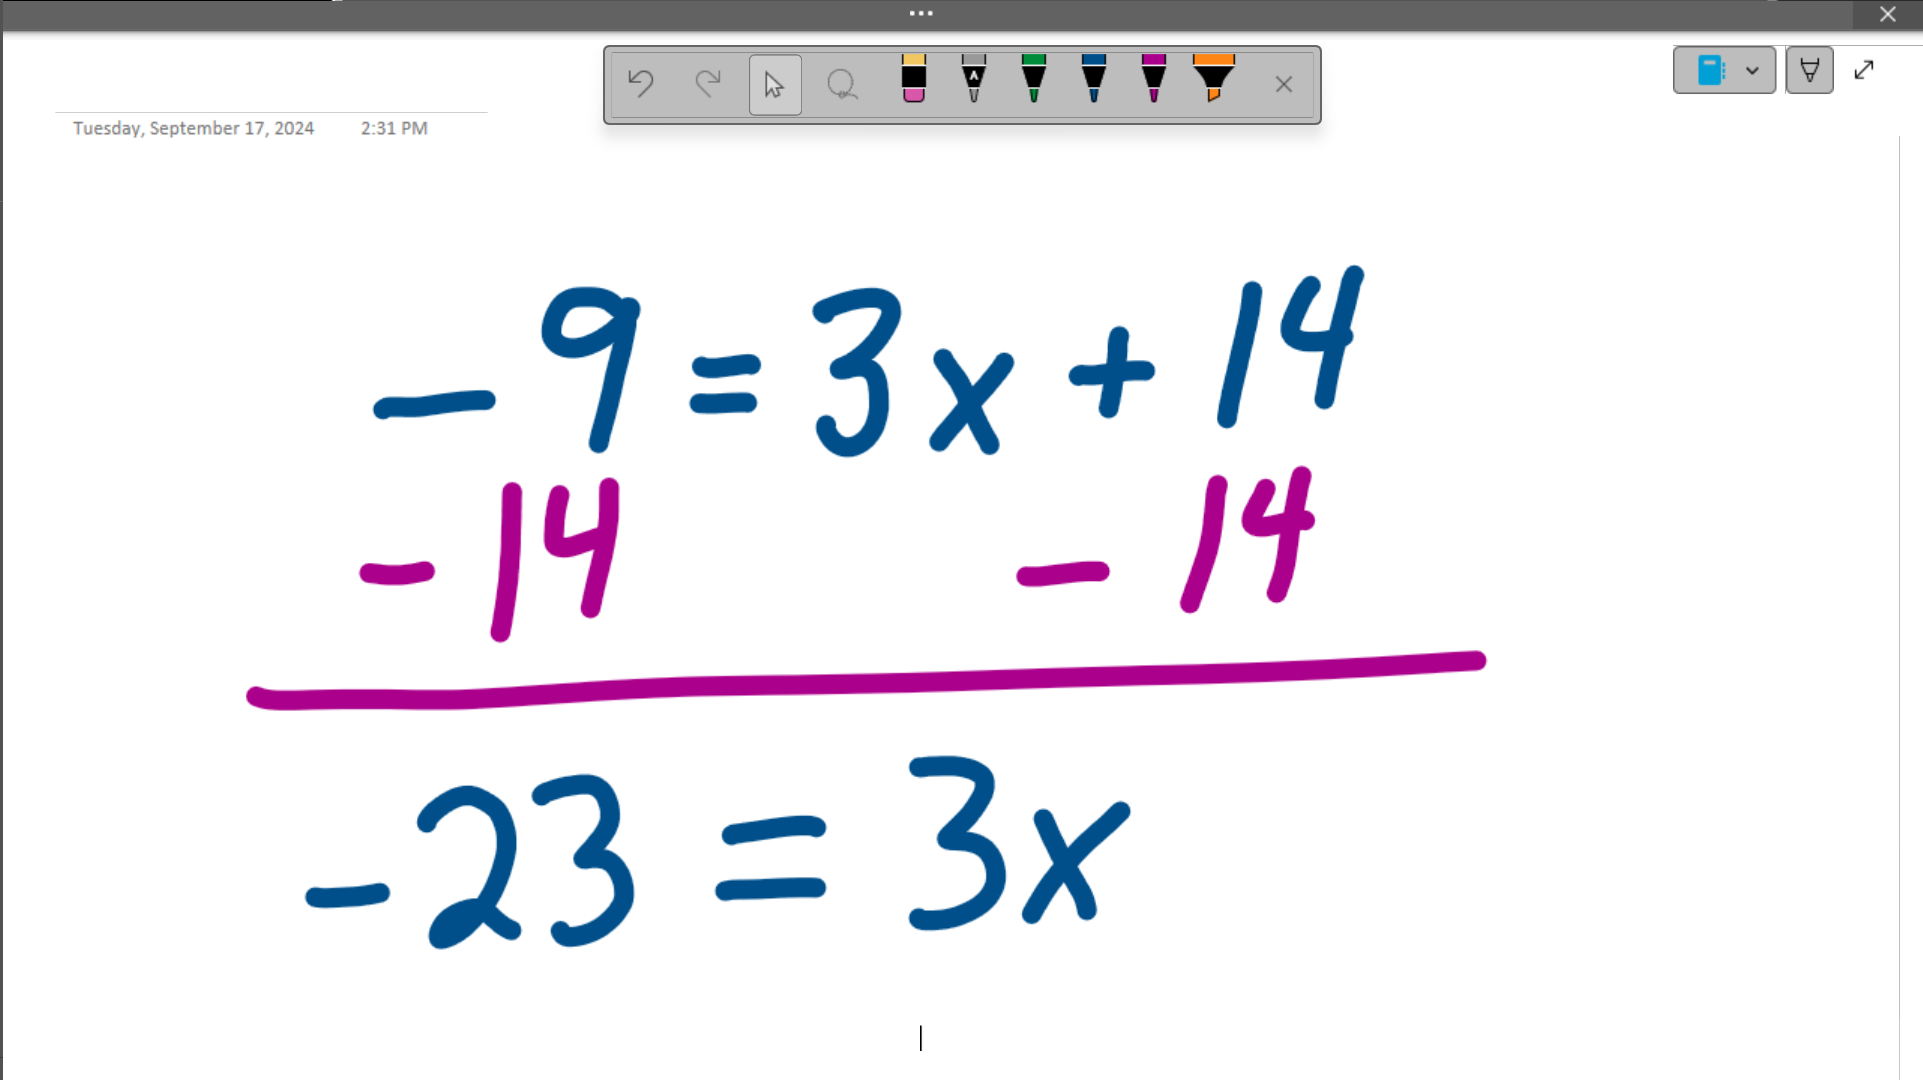 Tuesday, September 17, 2024 2:31 PM
-9=3x+14
-14 -14
-23 = 3x